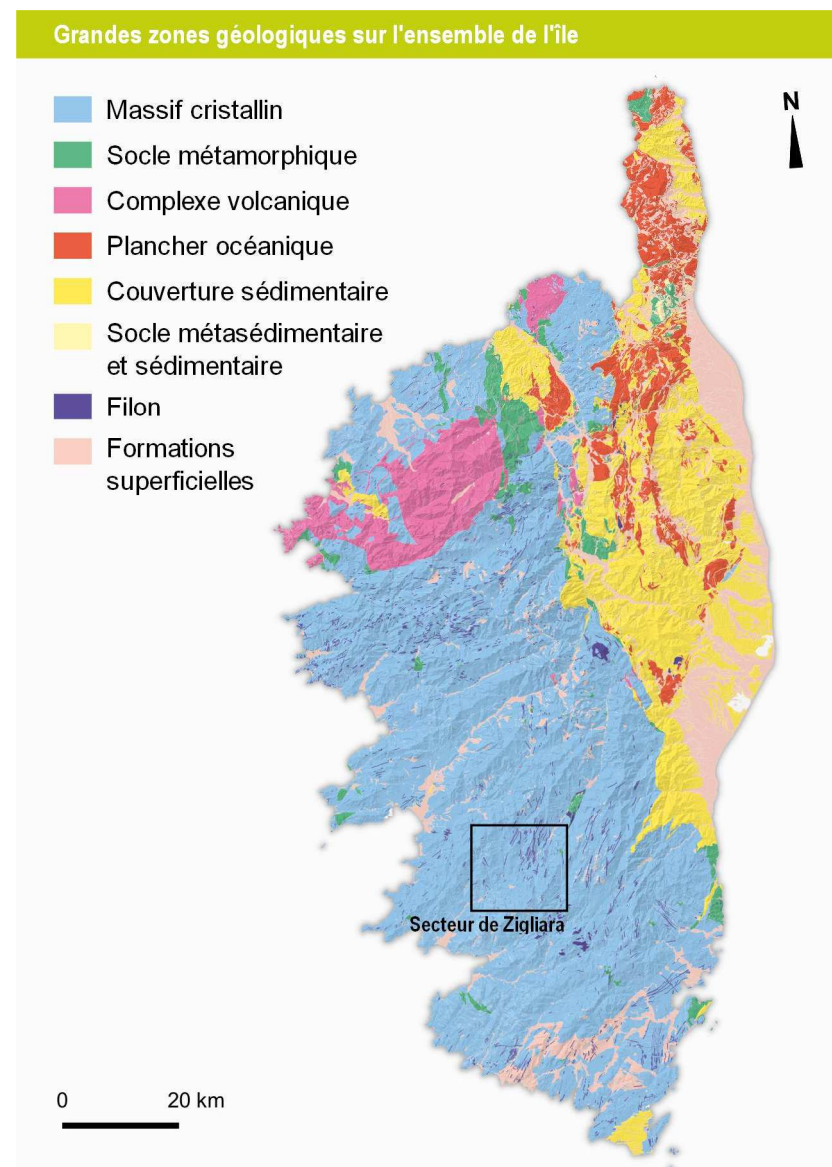 Grandes zones géologiques sur l'ensemble de l'île
N
Massif cristallin
Socle métamorphique
Complexe volcanique
Plancher océanique
Couverture sédimentaire
Socle métasédimentaire
et sédimentaire
Filon
Formations
superficielles
Secteur de Zigliara
0 20 km